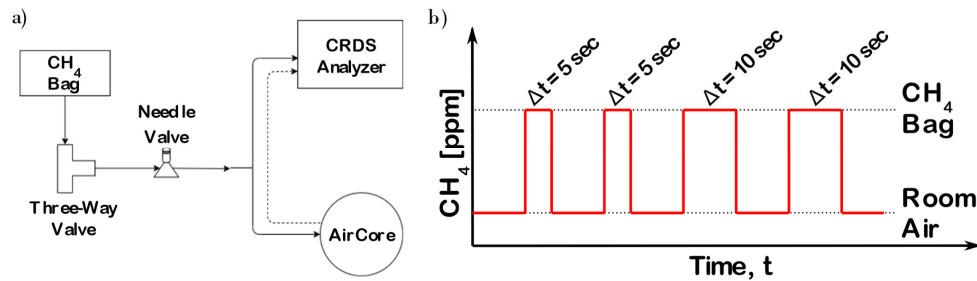 a)
CH4
Bag
CRDS
Analyzer
Needle
Valve
Three-Way
Valve
AirCore
b)
CH4 [ppm]
Δt = 5 sec
Δt = 5 sec
Δt = 10 sec
Δt = 10 sec
CH4
Bag
Room
Air
Time, t